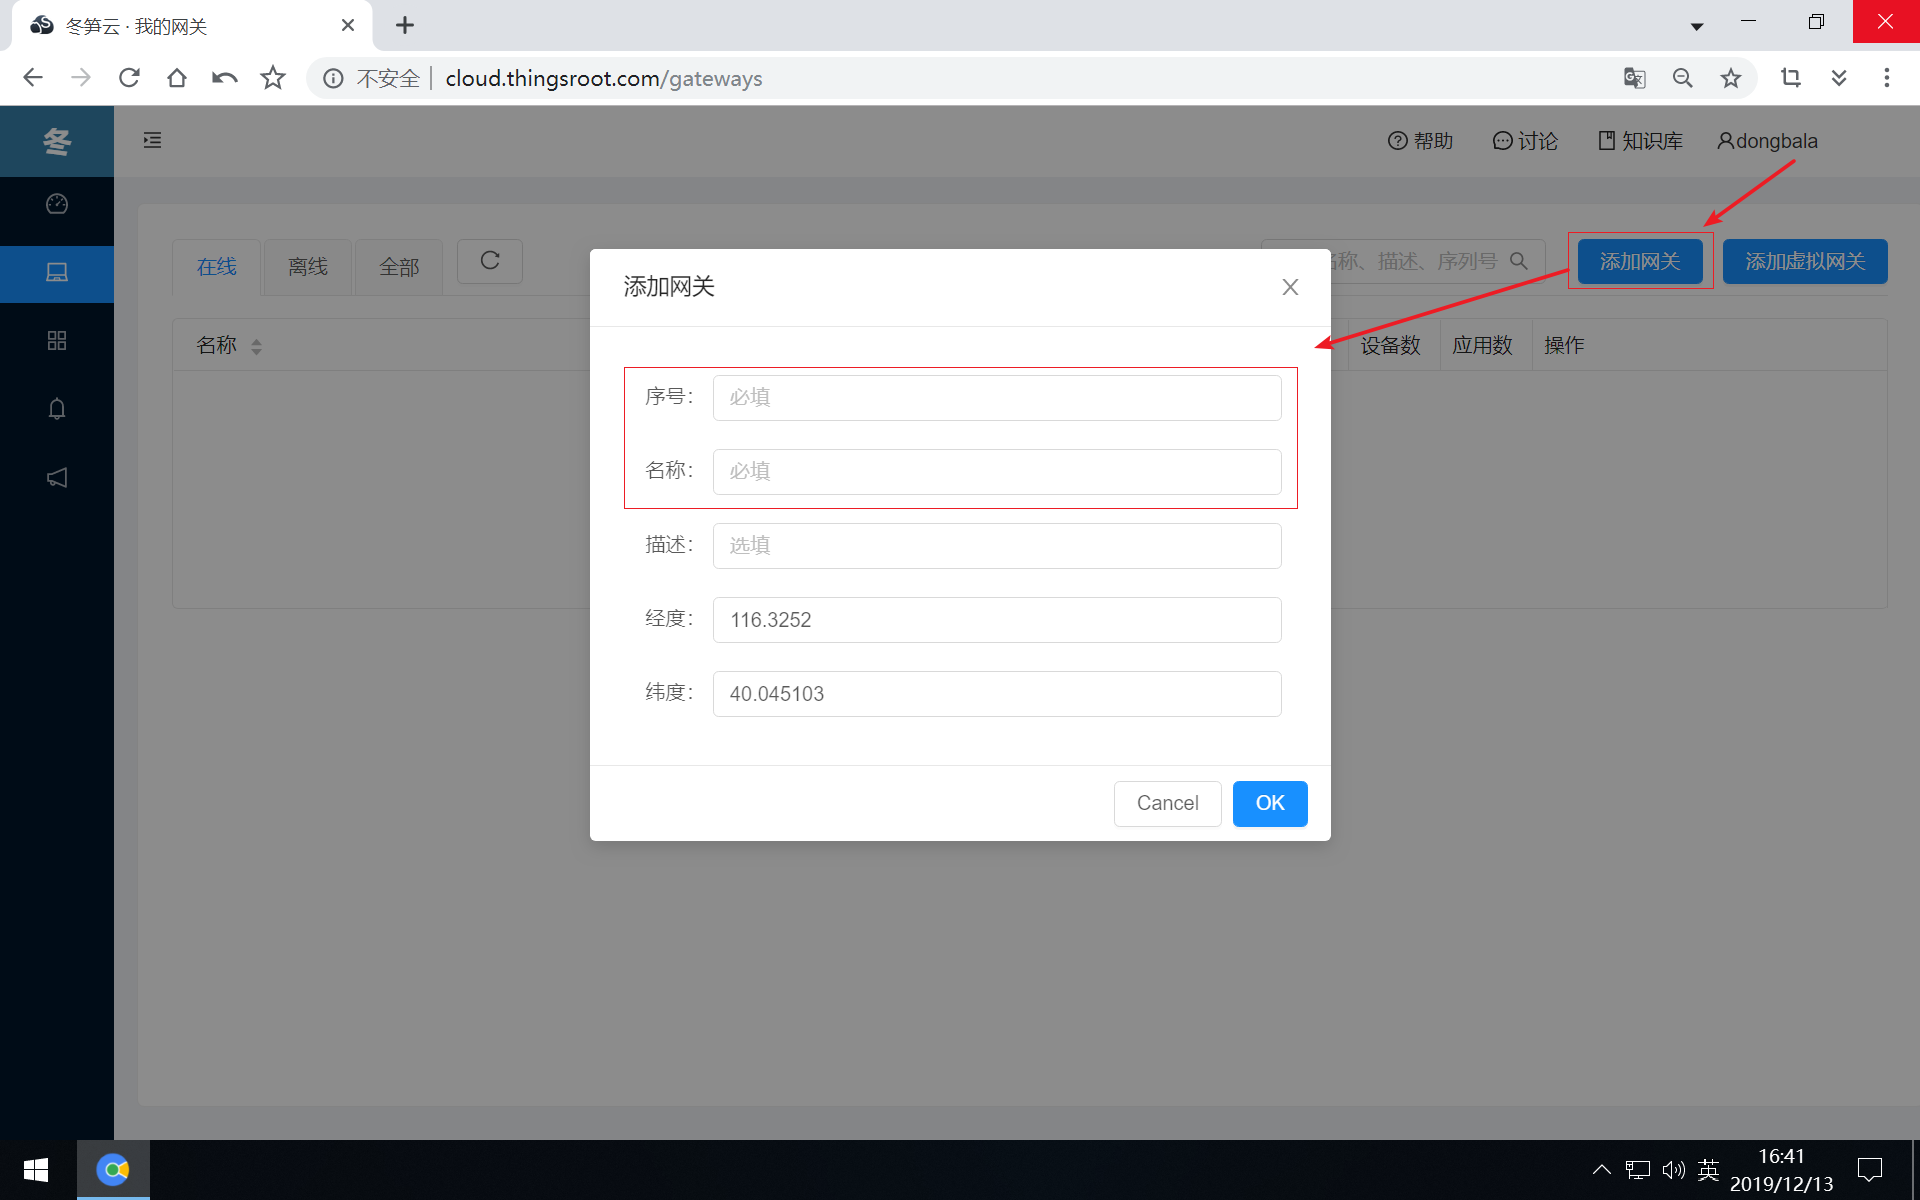 冬笋云 · 我的网关
不安全 cloud.thingsroot.com/gateways
冬
帮助 讨论 知识库 dongbala
在线 离线 全部
称、描述、序列号 添加网关 添加虚拟网关
名称 设备数 应用数 操作
添加网关
序号： 必填
名称： 必填
描述： 选填
经度： 116.3252
纬度： 40.045103
Cancel OK
英 16:41
2019/12/13